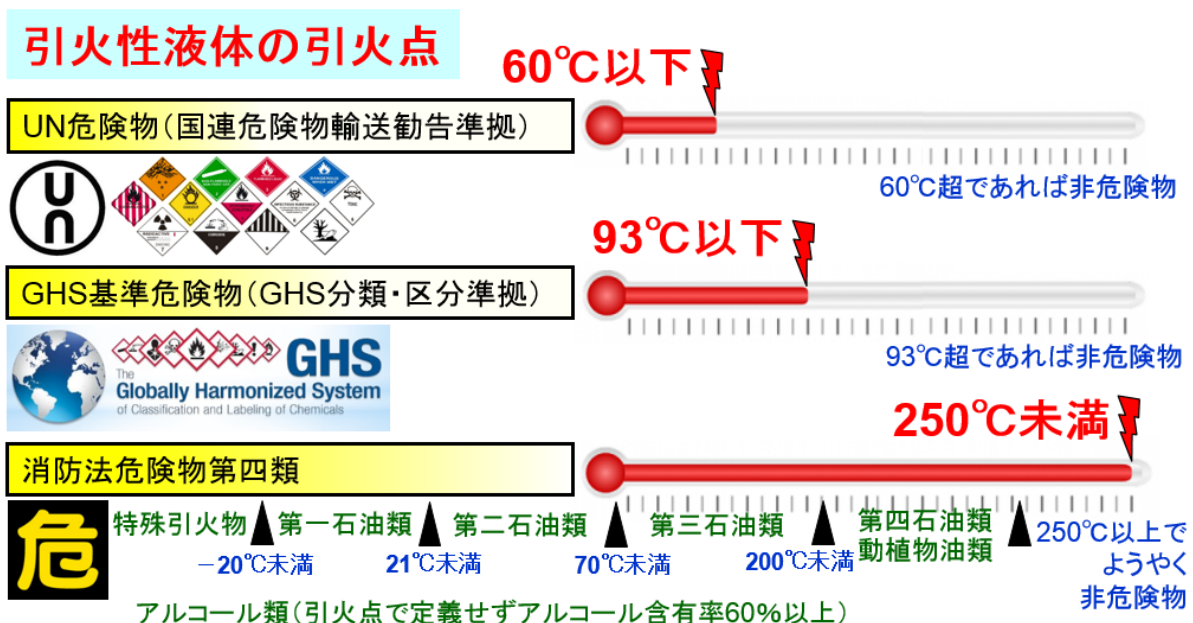 引火性液体の引火点
60℃以下
UN危険物（国連危険物輸送勧告準拠）
60℃超であれば非危険物
un
93℃以下
GHS基準危険物（GHS分類・区分準拠）
93℃超であれば非危険物
GHS
The
Globally Harmonized System
of Classification and Labeling of Chemicals
250℃未満
消防法危険物第四類
危
特殊引火物
第一石油類
第二石油類
第三石油類
第四石油類
動植物油類
－20℃未満
21℃未満
70℃未満
200℃未満
250℃以上で
ようやく
非危険物
アルコール類（引火点で定義せずアルコール含有率60％以上）